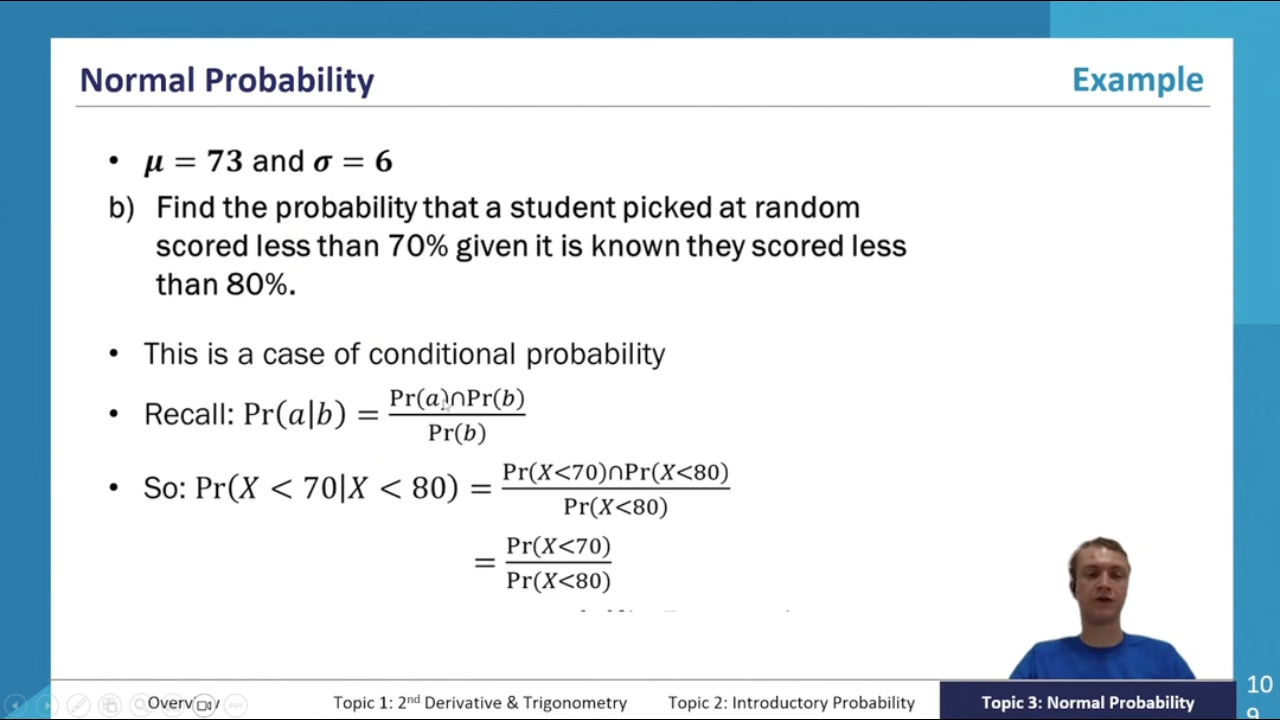 Normal Probability
Example
• μ = 73 and σ = 6
b) Find the probability that a student picked at random
scored less than 70% given it is known they scored less
than 80%.
• This is a case of conditional probability
• Recall: Pr(a|b) = Pr(a)∩Pr(b) / Pr(b)
• So: Pr(X < 70|X < 80) = Pr(X<70)∩Pr(X<80) / Pr(X<80)
= Pr(X<70) / Pr(X<80)
Overview
Topic 1: 2nd Derivative & Trigonometry
Topic 2: Introductory Probability
Topic 3: Normal Probability
10
9